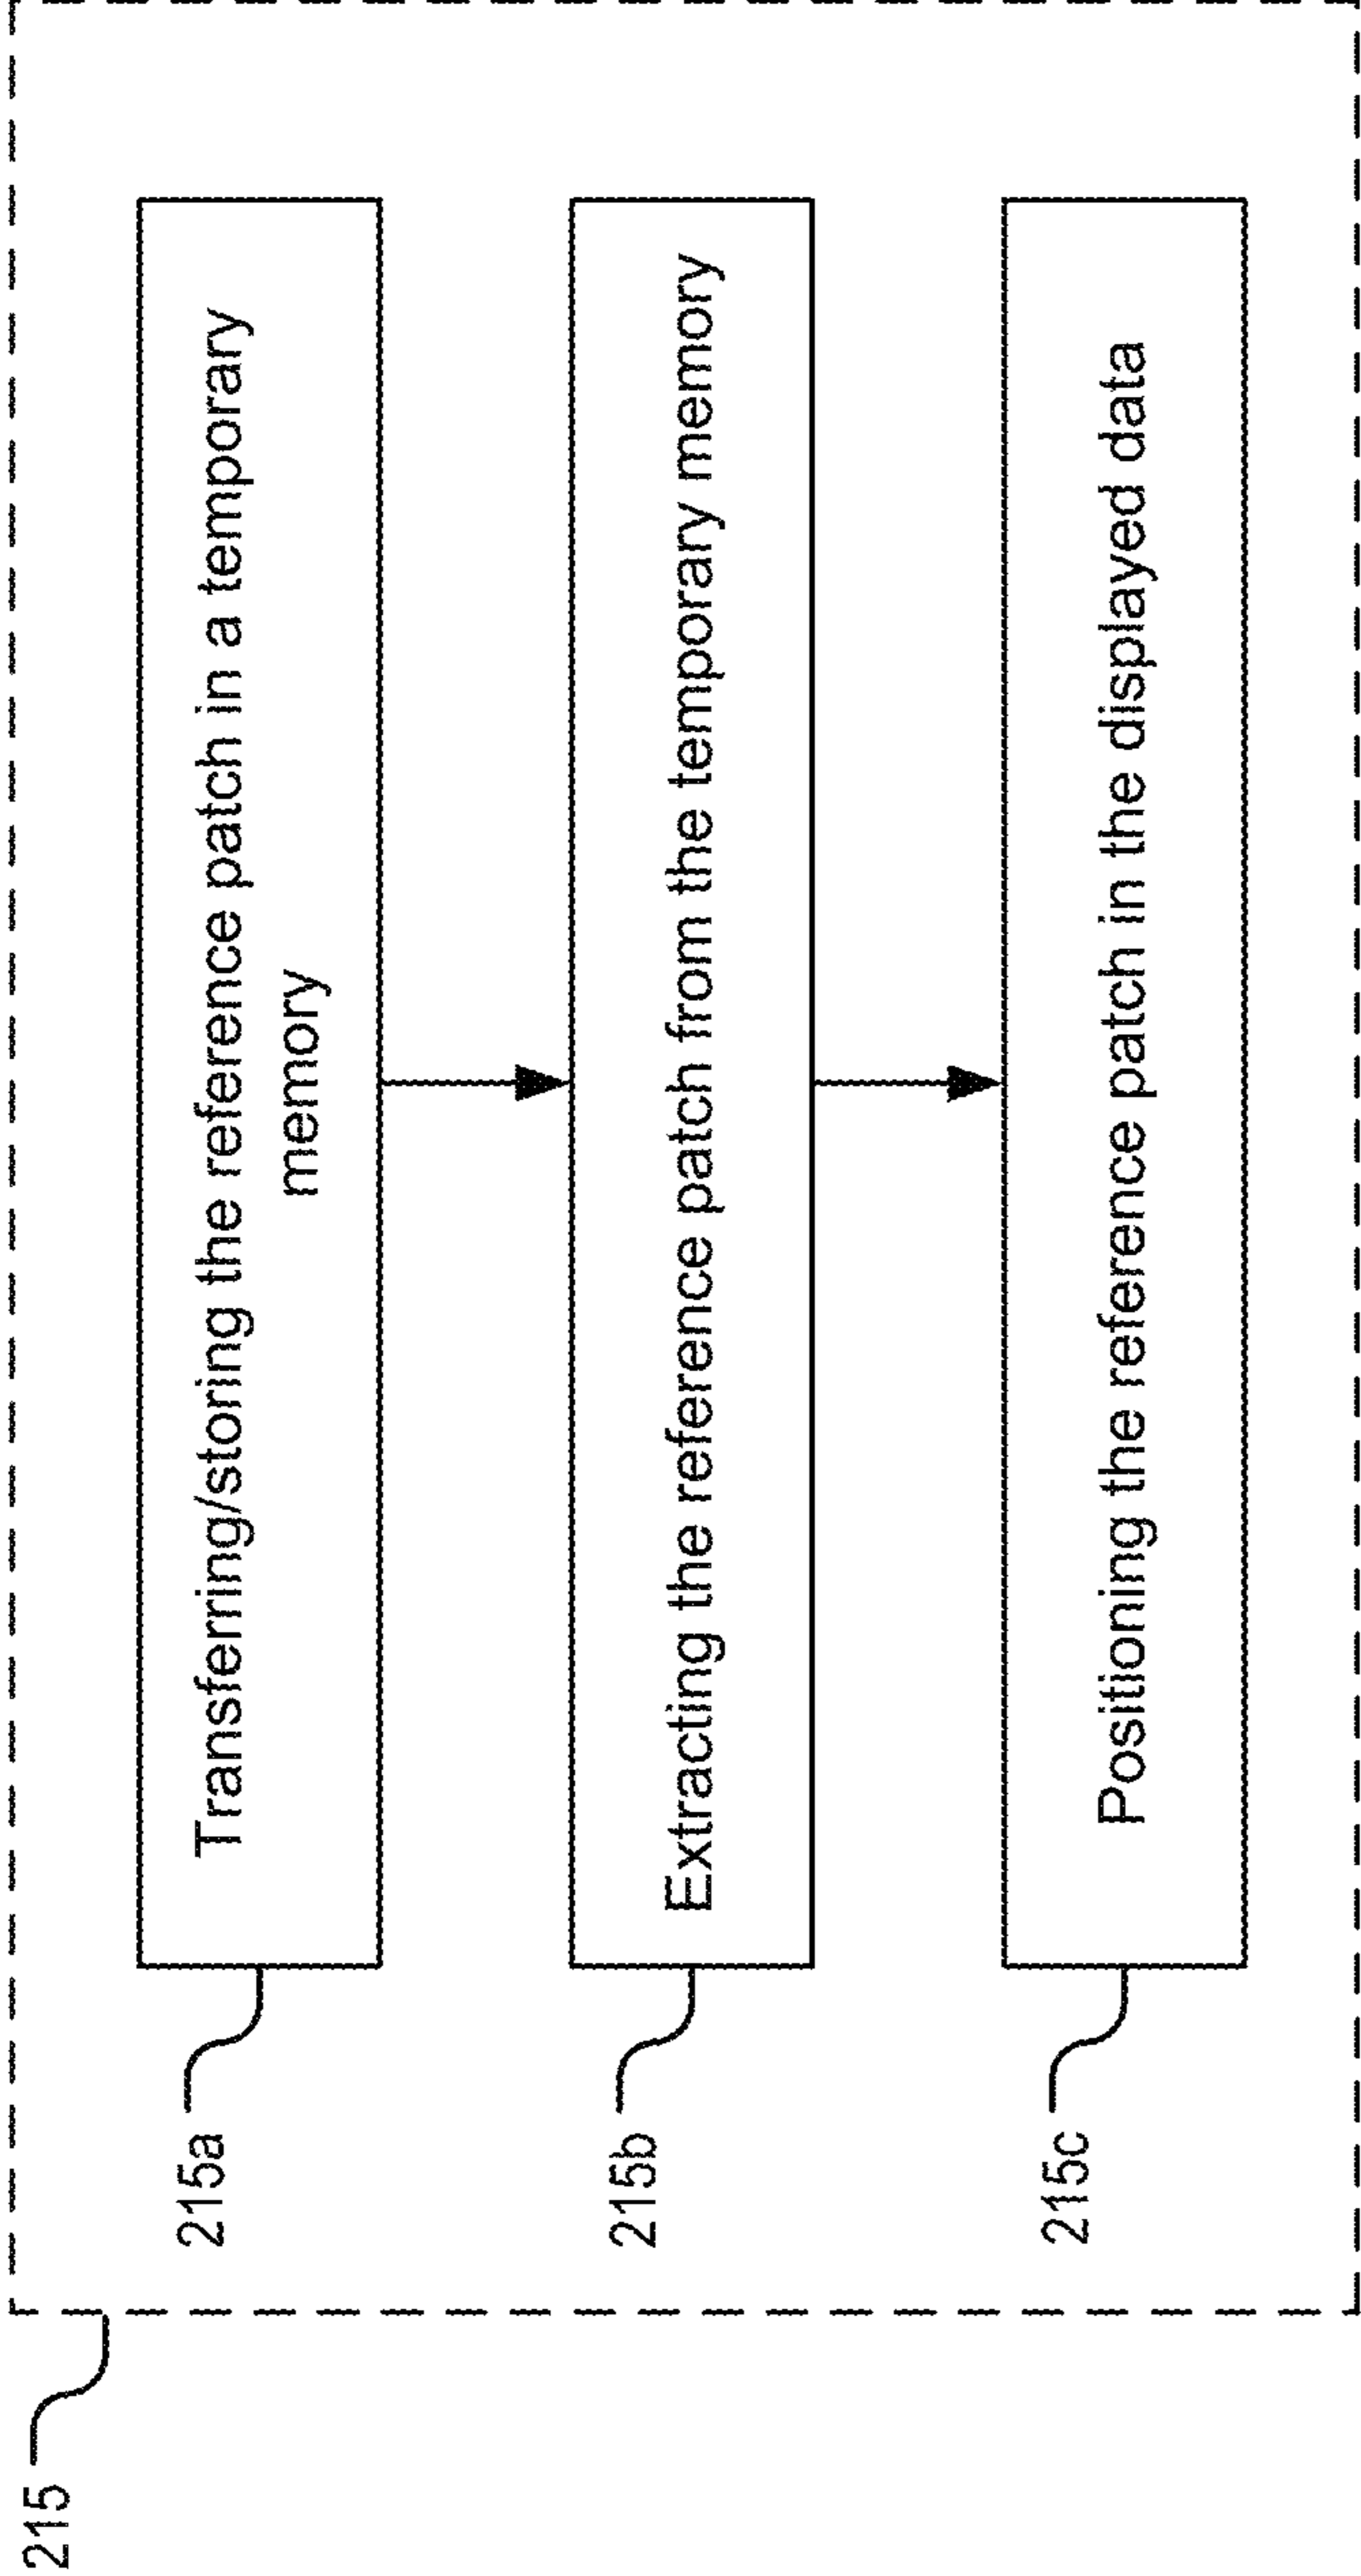 215
215a
Transferring/storing the reference patch in a temporary
memory
215b
Extracting the reference patch from the temporary memory
215c
Positioning the reference patch in the displayed data